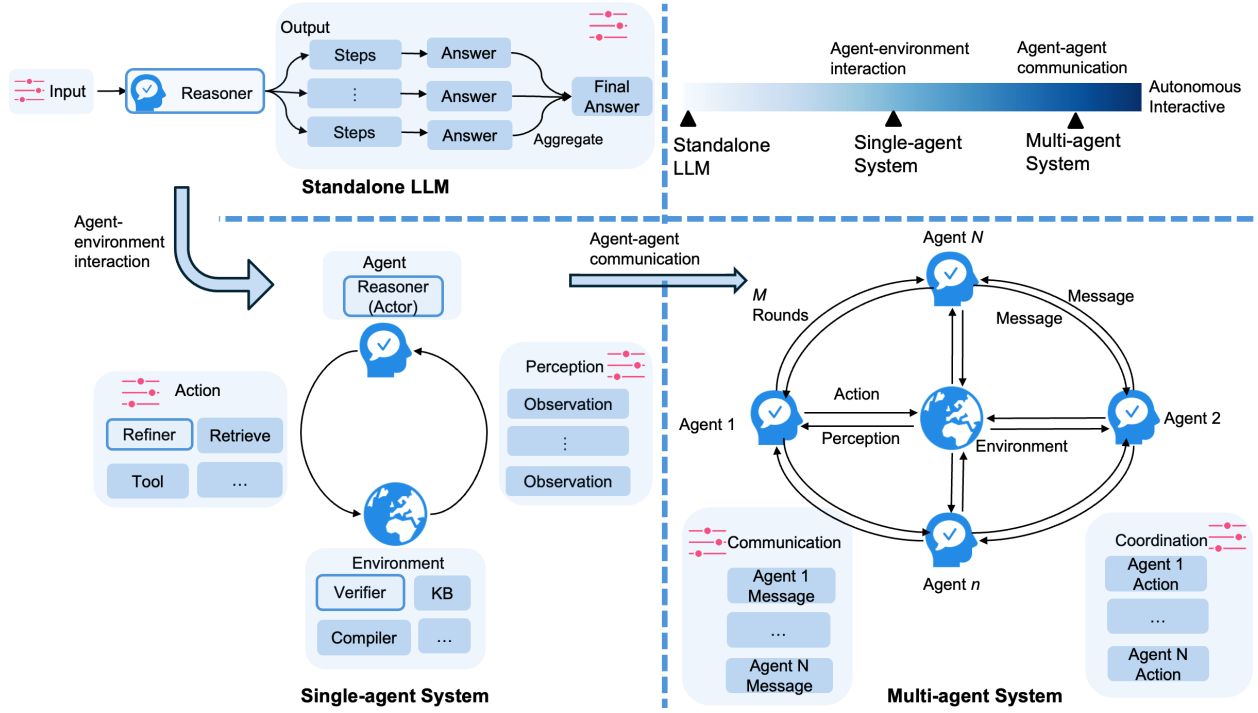 Output
Steps
Answer
Input
Reasoner
⋮
Answer
Final
Answer
Steps
Answer
Aggregate
Standalone LLM
Agent-environment
interaction
Agent-agent
communication
Autonomous
Interactive
Standalone
LLM
Single-agent
System
Multi-agent
System
Agent-
environment
interaction
Agent
Reasoner
(Actor)
Action
Refiner
Retrieve
Tool
...
Perception
Observation
⋮
Observation
Environment
Verifier
KB
Compiler
...
Single-agent System
Agent-agent
communication
Agent N
M
Rounds
Message
Message
Agent 1
Action
Perception
Environment
Agent 2
Agent n
Communication
Agent 1
Message
...
Agent N
Message
Coordination
Agent 1
Action
...
Agent N
Action
Multi-agent System